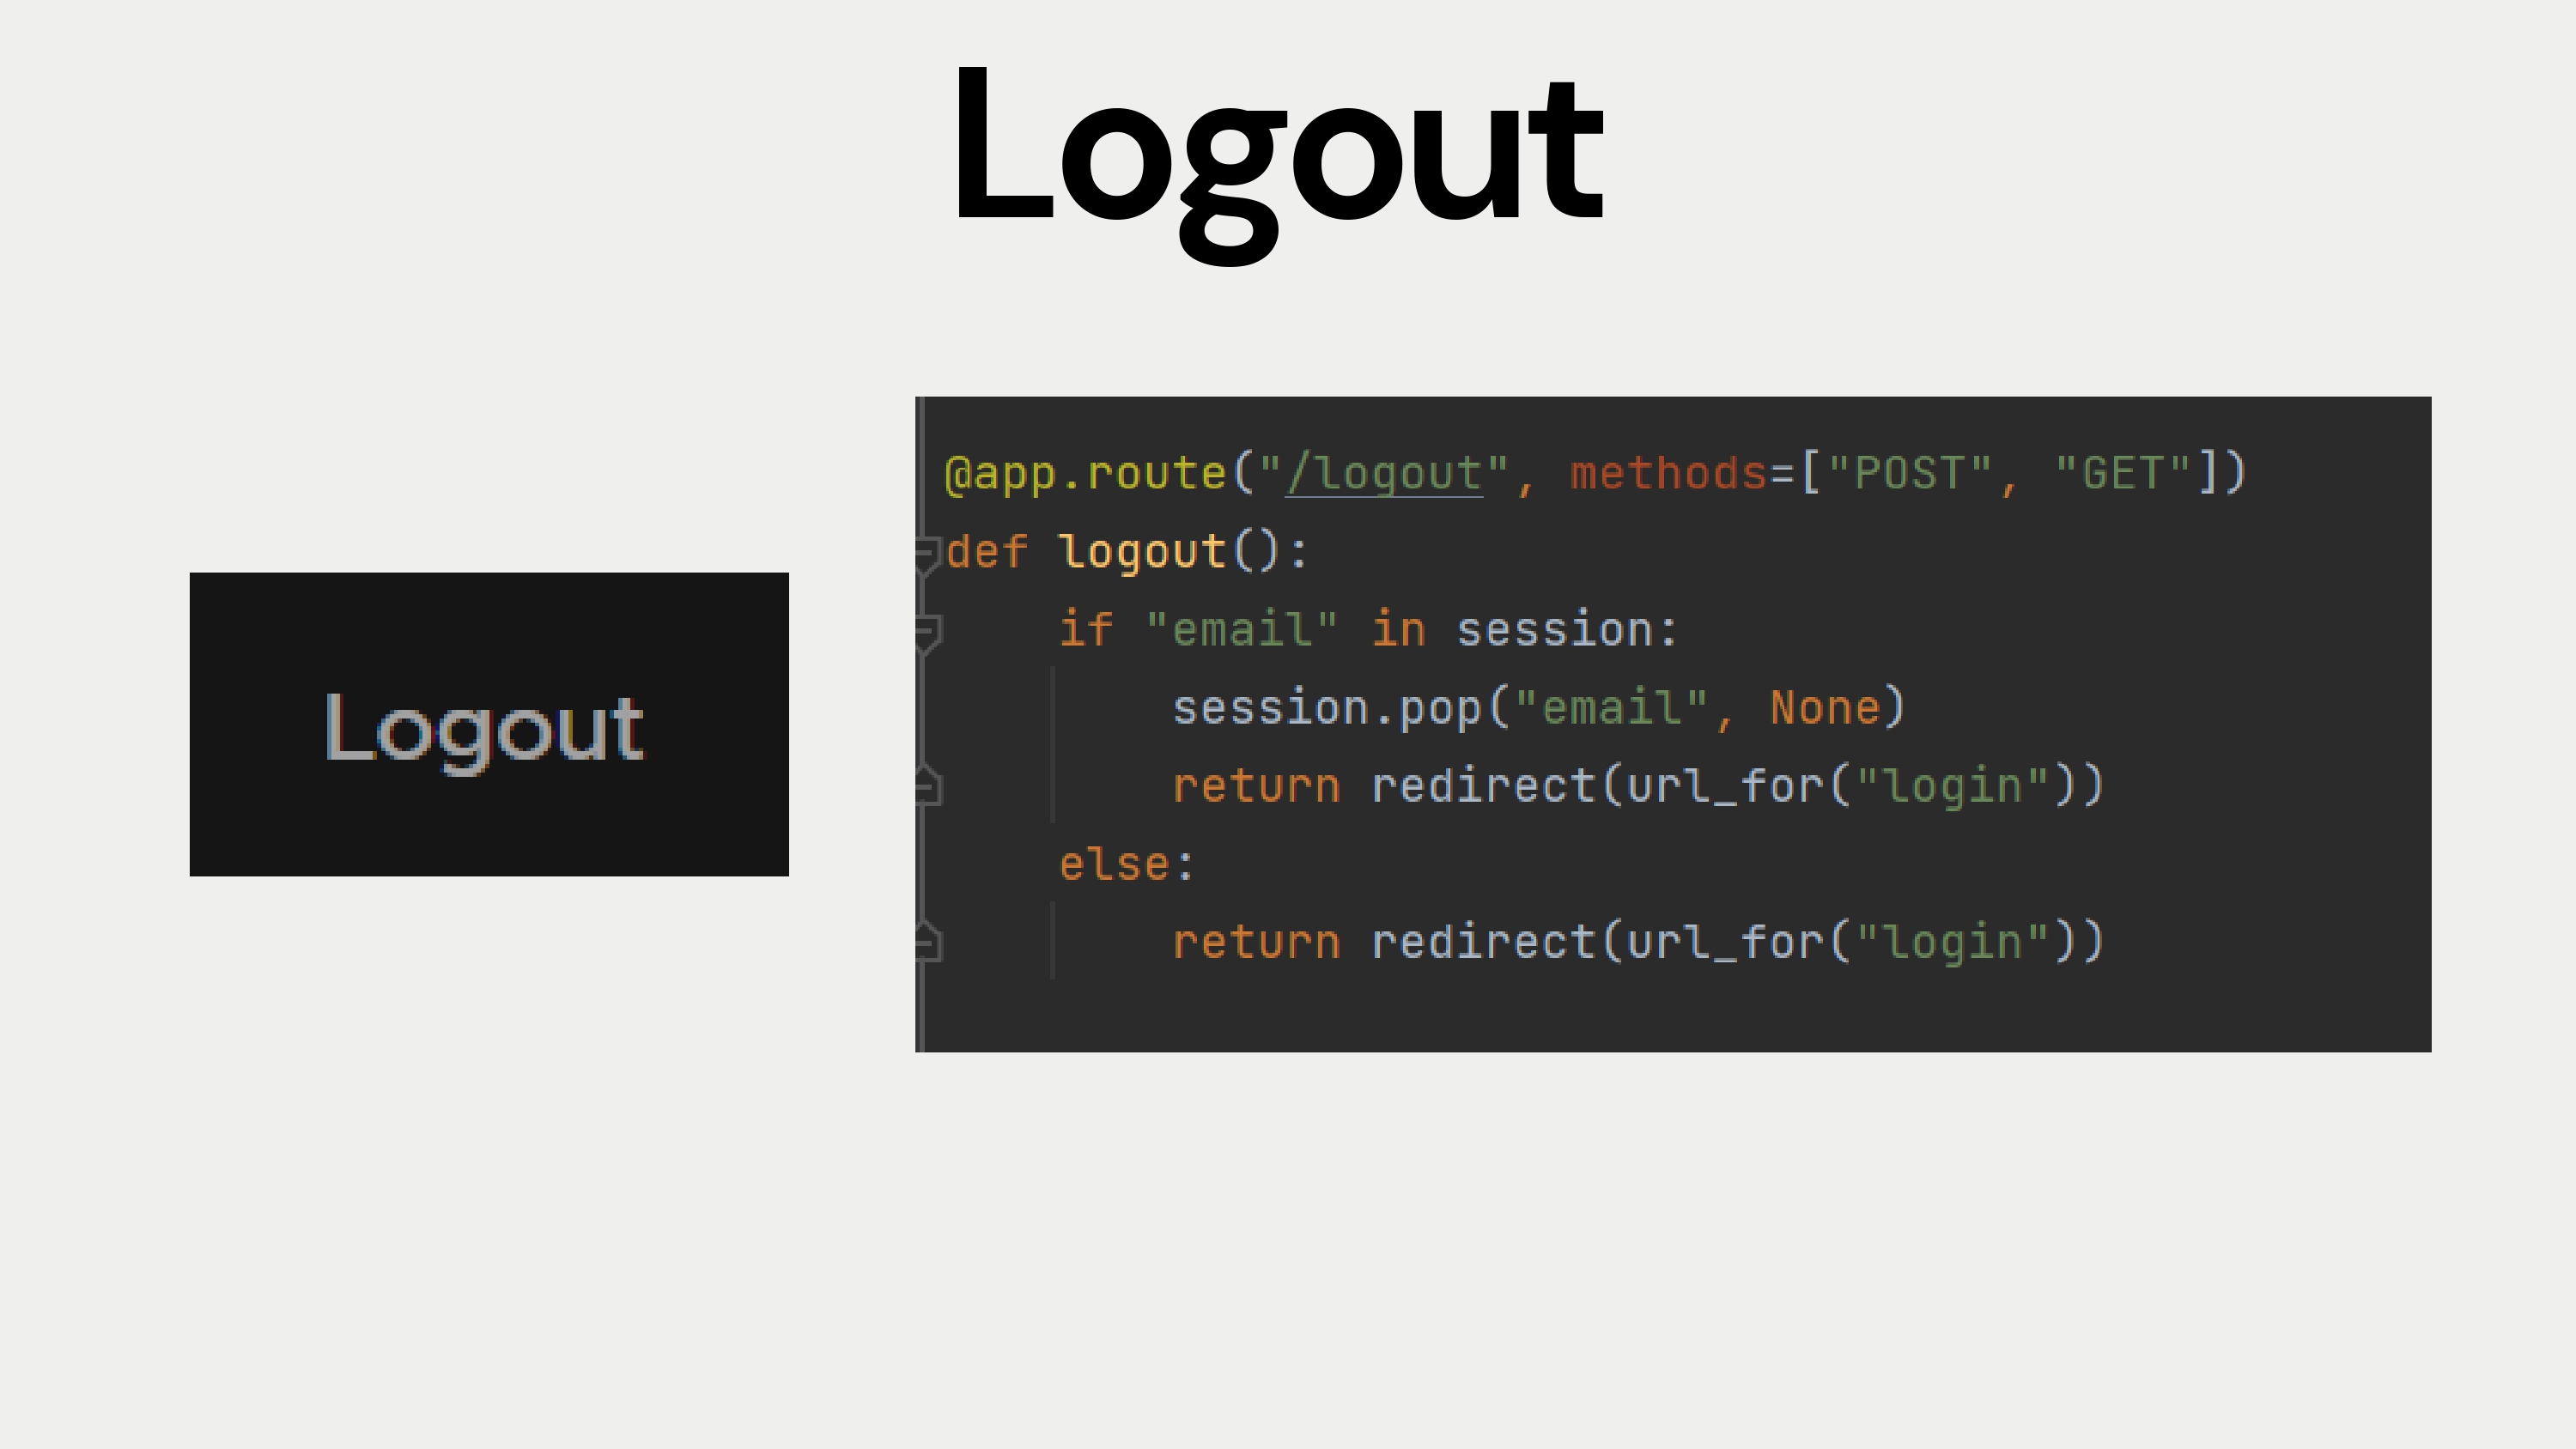 Logout
Logout
@app.route("/logout", methods=["POST", "GET"])
def logout():
    if "email" in session:
        session.pop("email", None)
        return redirect(url_for("login"))
    else:
        return redirect(url_for("login"))